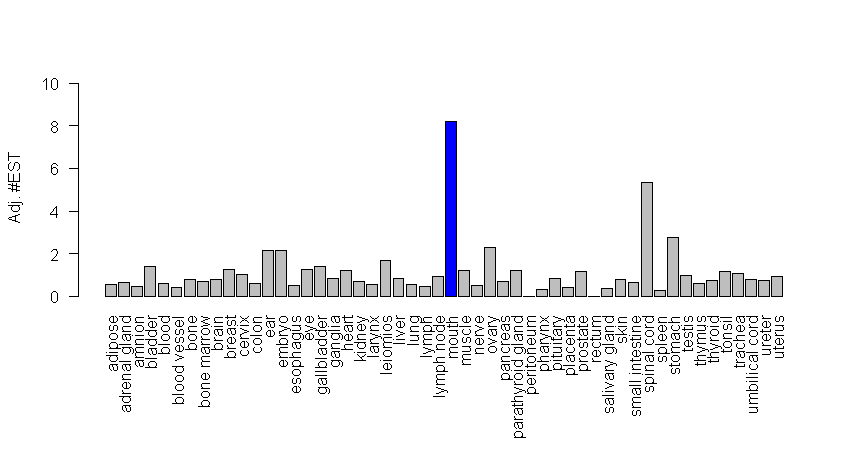 Adj. #EST
10
8
6
4
2
0
adipose
adrenal gland
amnion
bladder
blood
blood vessel
bone
bone marrow
brain
breast
cervix
colon
ear
embryo
esophagus
eye
gallbladder
ganglia
heart
kidney
larynx
leiomios
liver
lung
lymph
lymph node
mouth
muscle
nerve
ovary
pancreas
parathyroid gland
peritoneum
pharynx
pituitary
placenta
prostate
rectum
salivary gland
skin
small intestine
spinal cord
spleen
stomach
testis
thymus
thyroid
tonsil
trachea
umbilical cord
ureter
uterus